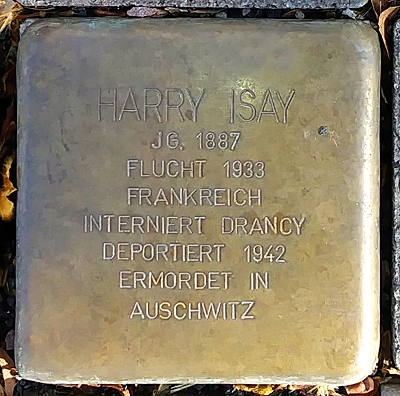 HARRY ISAY
JG. 1887
FLUCHT 1933
FRANKREICH
INTERNIERT DRANCY
DEPORTIERT 1942
ERMORDET IN
AUSCHWITZ